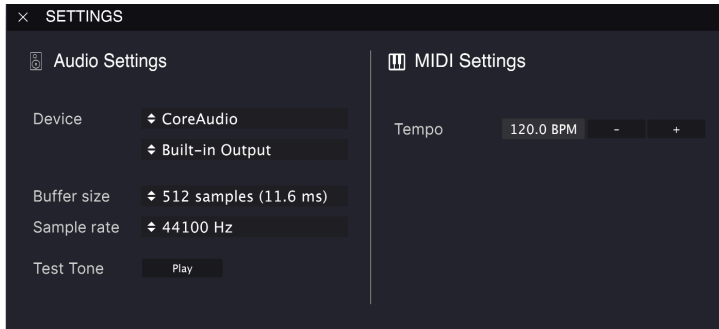 × SETTINGS
Audio Settings
Device
CoreAudio
Built-in Output
Buffer size
512 samples (11.6 ms)
Sample rate
44100 Hz
Test Tone
Play
MIDI Settings
Tempo
120.0 BPM
-
+